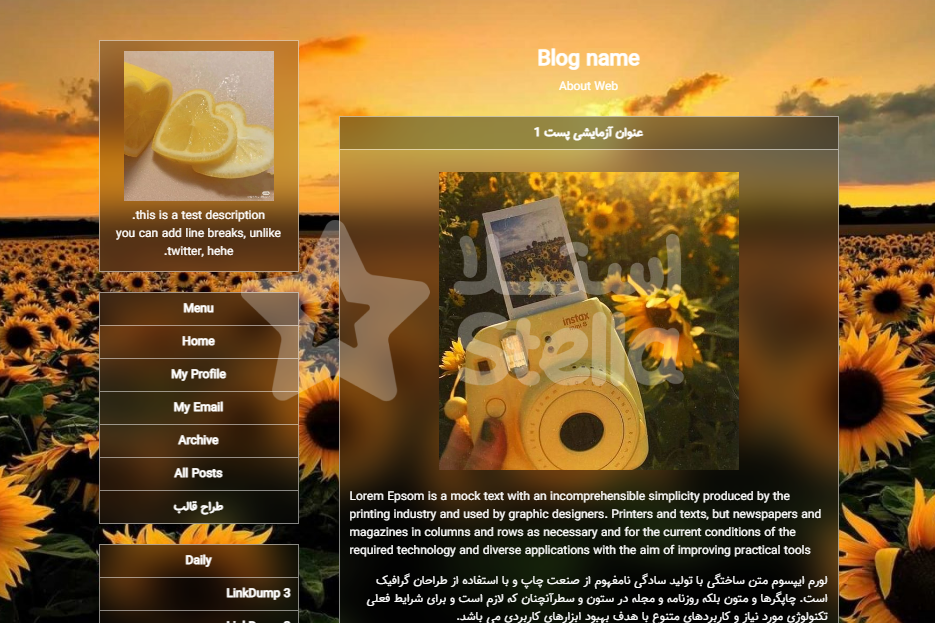 Blog name
About Web
.this is a test description
you can add line breaks, unlike
.twitter, hehe
Menu
Home
My Profile
My Email
Archive
All Posts
طراح قالب
Daily
LinkDump 3
عنوان آزمایشی پست 1
instax
mini 9
استلا
Stella
Lorem Epsom is a mock text with an incomprehensible simplicity produced by the
printing industry and used by graphic designers. Printers and texts, but newspapers and
magazines in columns and rows as necessary and for the current conditions of the
required technology and diverse applications with the aim of improving practical tools
لورم ایپسوم متن ساختگی با تولید سادگی نامفهوم از صنعت چاپ و با استفاده از طراحان گرافیک
است. چاپگرها و متون بلکه روزنامه و مجله در ستون و سطرآنچنان که لازم است و برای شرایط فعلی
تکنولوژی مورد نیاز و کاربردهای متنوع با هدف بهبود ابزارهای کاربردی می باشد.